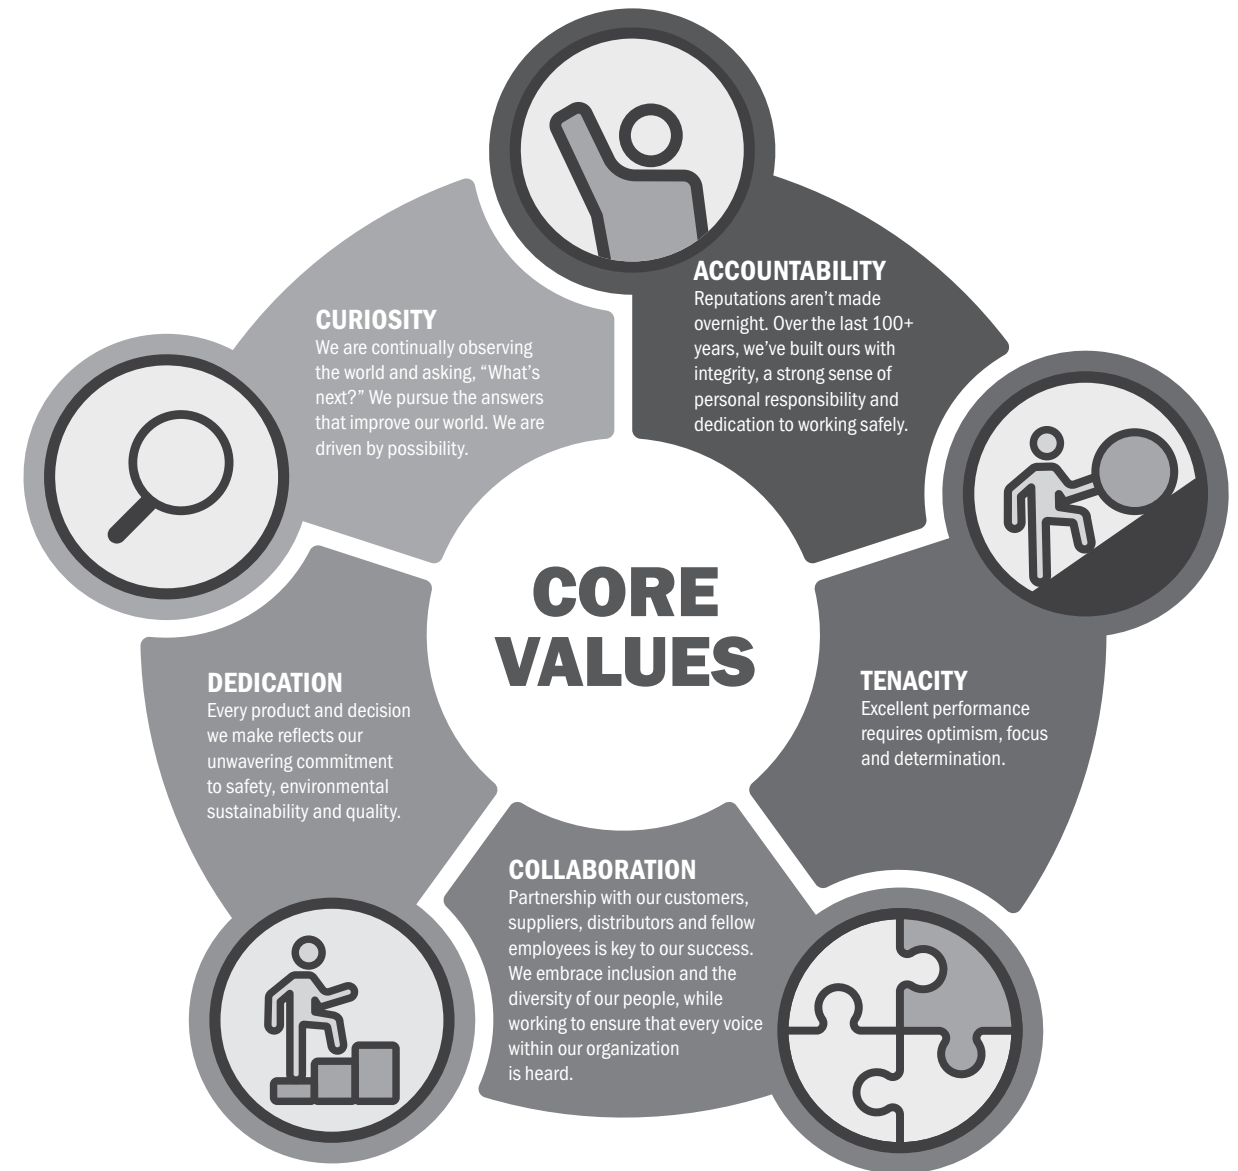 CORE
VALUES
ACCOUNTABILITY
Reputations aren’t made
overnight. Over the last 100+
years, we’ve built ours with
integrity, a strong sense of
personal responsibility and
dedication to working safely.
TENACITY
Excellent performance
requires optimism, focus
and determination.
COLLABORATION
Partnership with our customers,
suppliers, distributors and fellow
employees is key to our success.
We embrace inclusion and the
diversity of our people, while
working to ensure that every voice
within our organization
is heard.
DEDICATION
Every product and decision
we make reflects our
unwavering commitment
to safety, environmental
sustainability and quality.
CURIOSITY
We are continually observing
the world and asking, “What’s
next?” We pursue the answers
that improve our world. We are
driven by possibility.